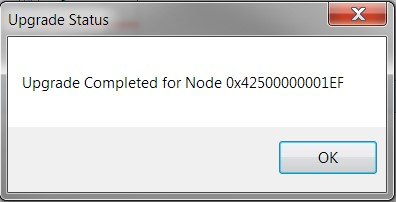 Upgrade Status
Upgrade Completed for Node 0x42500000001EF
OK